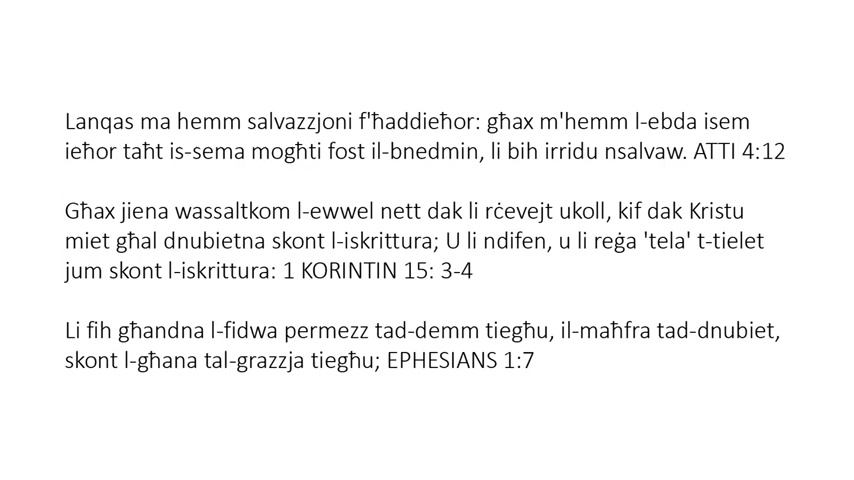 Lanqas ma hemm salvazzjoni f'ħaddieħor: għax m'hemm l-ebda isem
ieħor taħt is-sema mogħti fost il-bnedmin, li bih irridu nsalvaw. ATTI 4:12
Għax jiena wassaltkom l-ewwel nett dak li rċevejt ukoll, kif dak Kristu
miet għal dnubietna skont l-iskrittura; U li ndifen, u li reġa 'tela' t-tielet
jum skont l-iskrittura: 1 KORINTIN 15: 3-4
Li fih għandna l-fidwa permezz tad-demm tiegħu, il-maħfra tad-dnubiet,
skont l-għana tal-grazzja tiegħu; EPHESIANS 1:7